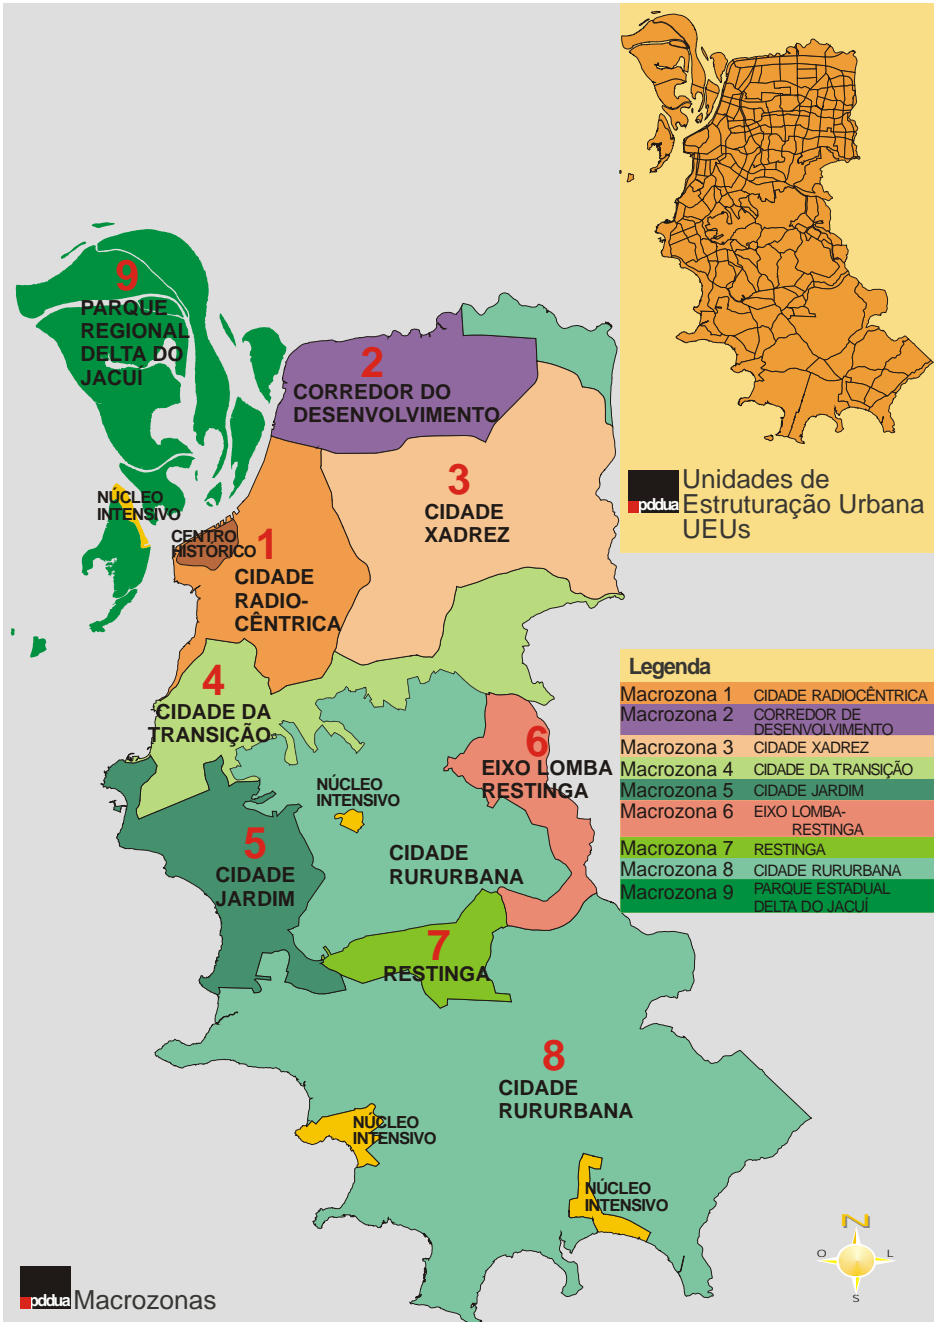 9
PARQUE
REGIONAL
DELTA DO
JACUÍ
2
CORREDOR DO
DESENVOLVIMENTO
3
CIDADE
XADREZ
NÚCLEO
INTENSIVO
CENTRO
HISTÓRICO
1
CIDADE
RADIO-
CÊNTRICA
4
CIDADE DA
TRANSIÇÃO
6
EIXO LOMBA
RESTINGA
NÚCLEO
INTENSIVO
5
CIDADE
JARDIM
CIDADE
RURURBANA
7
RESTINGA
8
CIDADE
RURURBANA
NÚCLEO
INTENSIVO
NÚCLEO
INTENSIVO
pddua
Unidades de
Estruturação Urbana
UEUs
Legenda
Macrozona 1 CIDADE RADIOCÊNTRICA
Macrozona 2 CORREDOR DE
DESENVOLVIMENTO
Macrozona 3 CIDADE XADREZ
Macrozona 4 CIDADE DA TRANSIÇÃO
Macrozona 5 CIDADE JARDIM
Macrozona 6 EIXO LOMBA-
RESTINGA
Macrozona 7 RESTINGA
Macrozona 8 CIDADE RURURBANA
Macrozona 9 PARQUE ESTADUAL
DELTA DO JACUÍ
N
O L
S
pddua Macrozonas